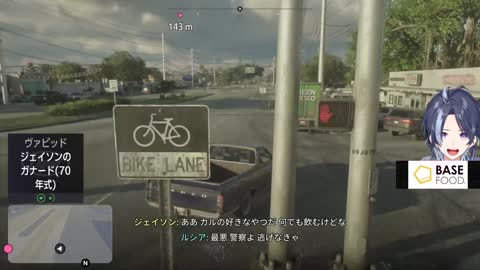 143 m
BIKE LANE
ヴァピッド
ジェイソンの
ガナード(70
年式)
N
BASE
FOOD.
ジェイソン: ああ カルの好きなやつだ 何でも飲むけどな
ルシア: 最悪 警察よ 逃げなきゃ